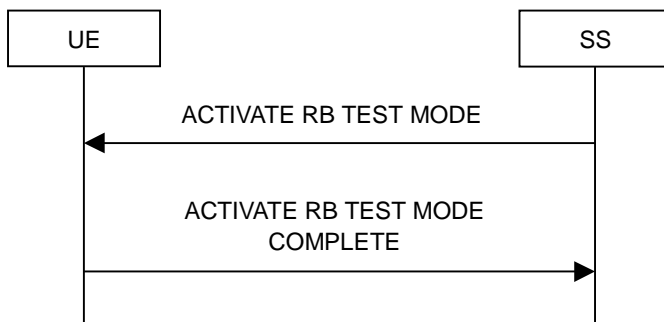 UE
SS
ACTIVATE RB TEST MODE
ACTIVATE RB TEST MODE
COMPLETE